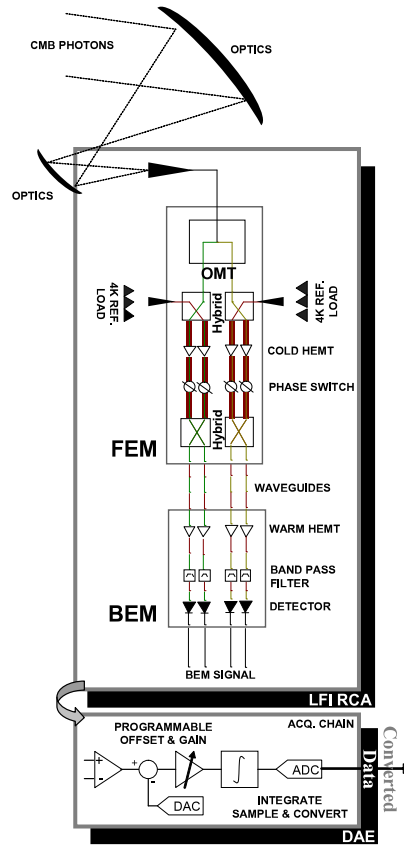 CMB PHOTONS
OPTICS
OPTICS
OMT
4K REF.
LOAD
Hybrid
4K REF.
LOAD
COLD HEMT
PHASE SWITCH
Hybrid
FEM
WAVEGUIDES
WARM HEMT
BAND PASS
FILTER
BEM
DETECTOR
BEM SIGNAL
LFI RCA
ACQ. CHAIN
PROGRAMMABLE
OFFSET & GAIN
+
-
+
-
∫
ADC
DAC
INTEGRATE
SAMPLE & CONVERT
Converted
Data
DAE